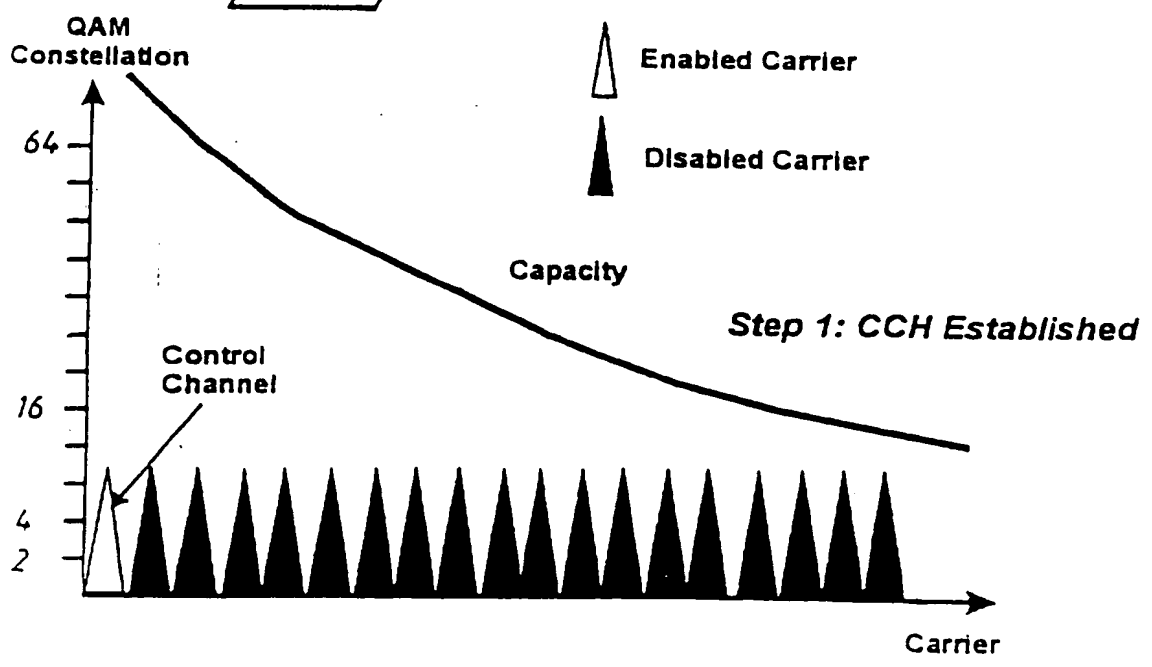 QAM
Constellation
Enabled Carrier
64
Disabled Carrier
Capacity
Step 1: CCH Established
Control
Channel
16
4
2
Carrier